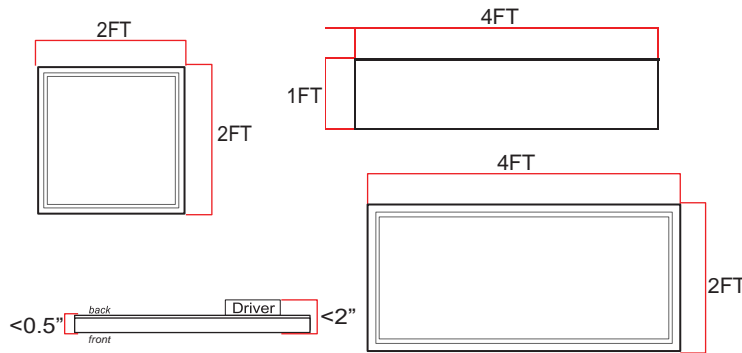 2FT
2FT
4FT
1FT
4FT
2FT
back
Driver
<0.5”
<2”
front